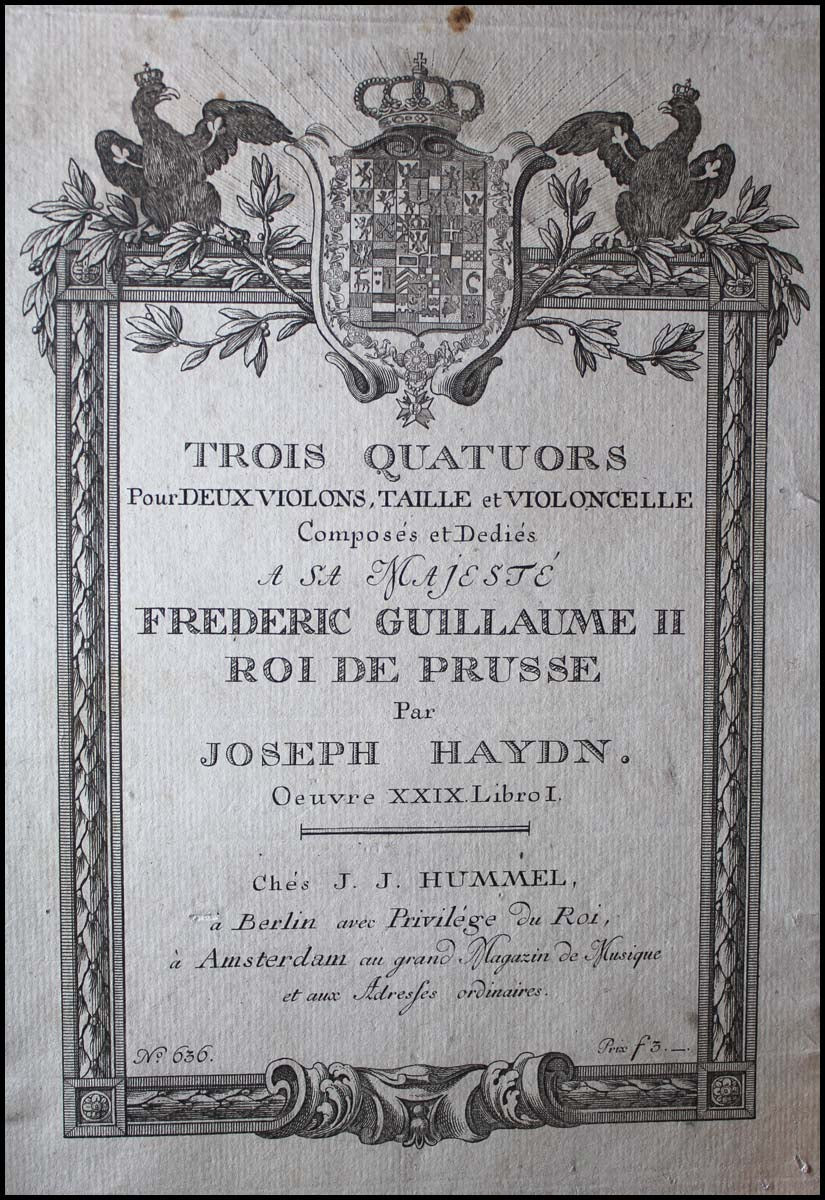 TROIS QUATUORS
Pour DEUX VIOLONS, TAILLE et VIOLONCELLE
Composés et Dediés
A SA MAJESTÉ
FREDERIC GUILLAUME II
ROI DE PRUSSE
Par
JOSEPH HAYDN.
Oeuvre XXIX. Libro I.
Chés J. J. HUMMEL,
à Berlin avec Privilége du Roi,
à Amsterdam au grand Magazin de Musique
et aux Adresses ordinaires.
No. 636.
Prix f 3. —.